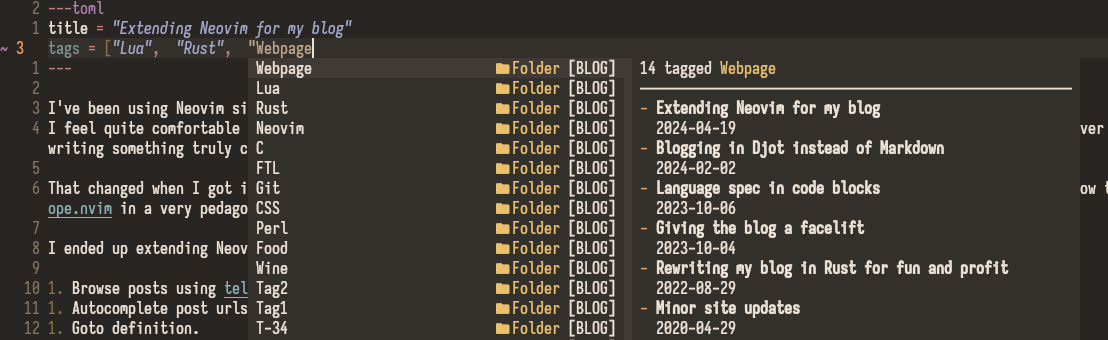 2 ---toml
1 title = "Extending Neovim for my blog"
~ 3 tags = ["Lua", "Rust", "Webpage
1 ---
2
3 I've been using Neovim si
4 I feel quite comfortable
ver
writing something truly c
5
6 That changed when I got i
ow t
ope.nvim in a very pedago
7
8 I ended up extending Neov
9
10 1. Browse posts using tel
11 1. Autocomplete post urls
12 1. Goto definition.
Webpage Folder [BLOG]
Lua Folder [BLOG]
Rust Folder [BLOG]
Neovim Folder [BLOG]
C Folder [BLOG]
FTL Folder [BLOG]
Git Folder [BLOG]
CSS Folder [BLOG]
Perl Folder [BLOG]
Food Folder [BLOG]
Wine Folder [BLOG]
Tag2 Folder [BLOG]
Tag1 Folder [BLOG]
T-34 Folder [BLOG]
14 tagged Webpage
- Extending Neovim for my blog
2024-04-19
- Blogging in Djot instead of Markdown
2024-02-02
- Language spec in code blocks
2023-10-06
- Giving the blog a facelift
2023-10-04
- Rewriting my blog in Rust for fun and profit
2022-08-29
- Minor site updates
2020-04-29